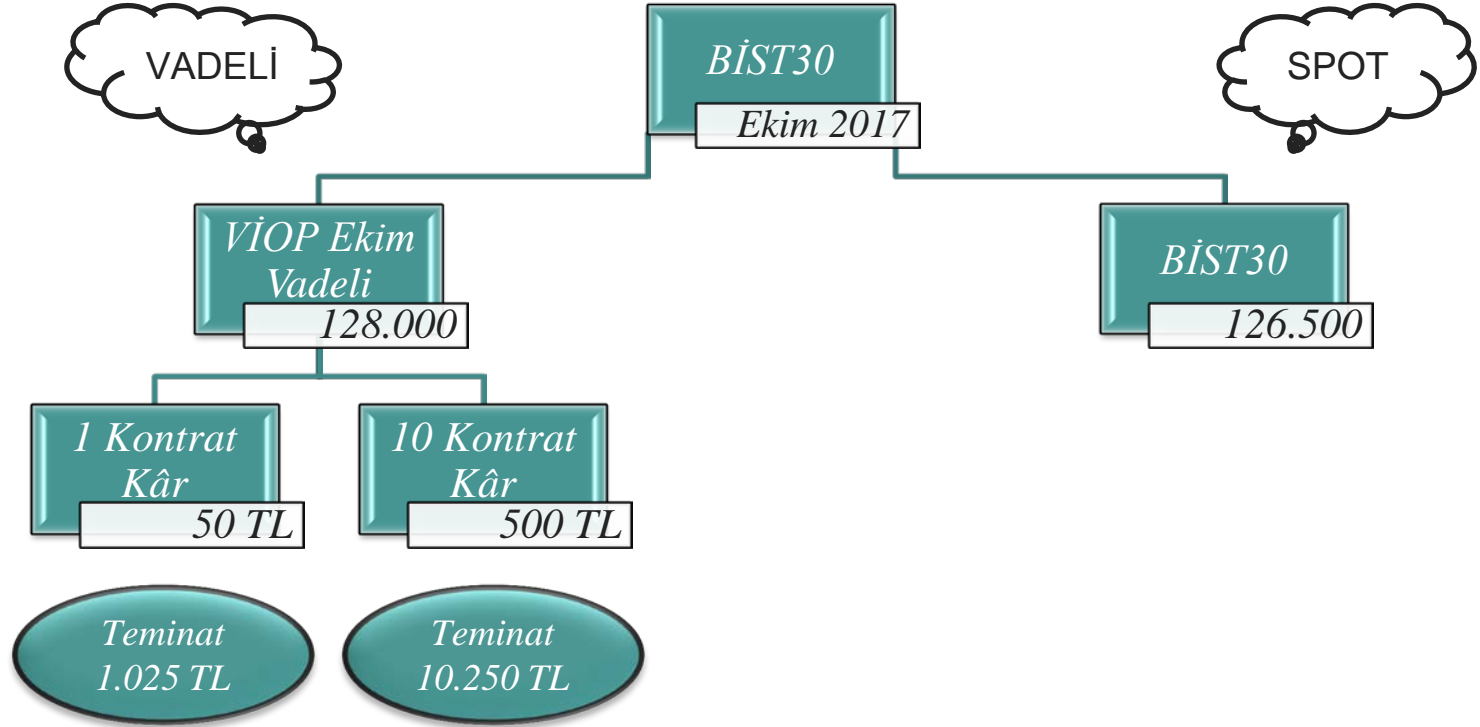 VADELİ
BİST30
Ekim 2017
SPOT
VİOP Ekim
Vadeli
128.000
BİST30
126.500
1 Kontrat
Kâr
50 TL
10 Kontrat
Kâr
500 TL
Teminat
1.025 TL
Teminat
10.250 TL